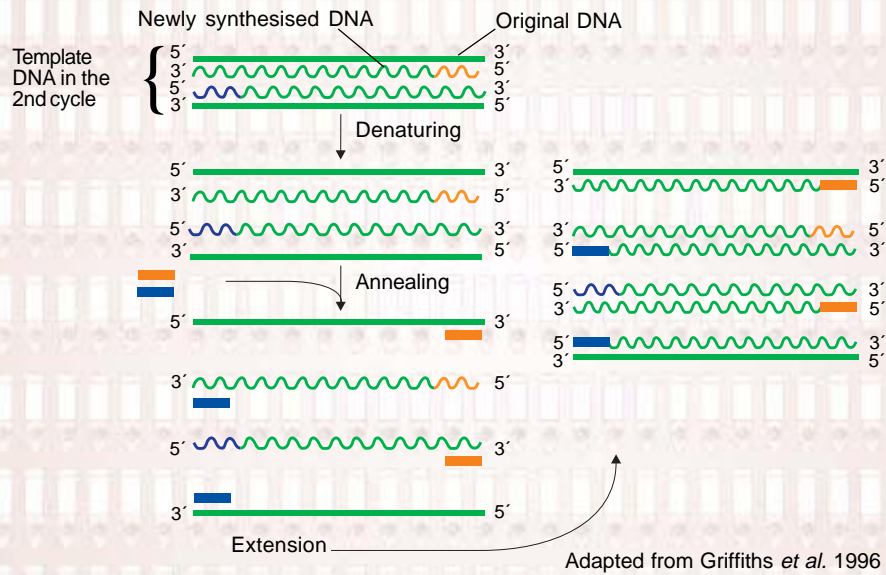 Newly synthesised DNA
Original DNA
Template
DNA in the
2nd cycle
5´ 3´
3´ 5´
5´ 3´
3´ 5´
Denaturing
5´ 3´
3´ 5´
5´ 3´
3´ 5´
Annealing
5´ 3´
3´ 5´
5´ 3´
3´ 5´
Extension
5´ 3´
3´ 5´
3´ 5´
5´ 3´
5´ 3´
3´ 5´
5´ 3´
3´ 5´
Adapted from Griffiths et al. 1996